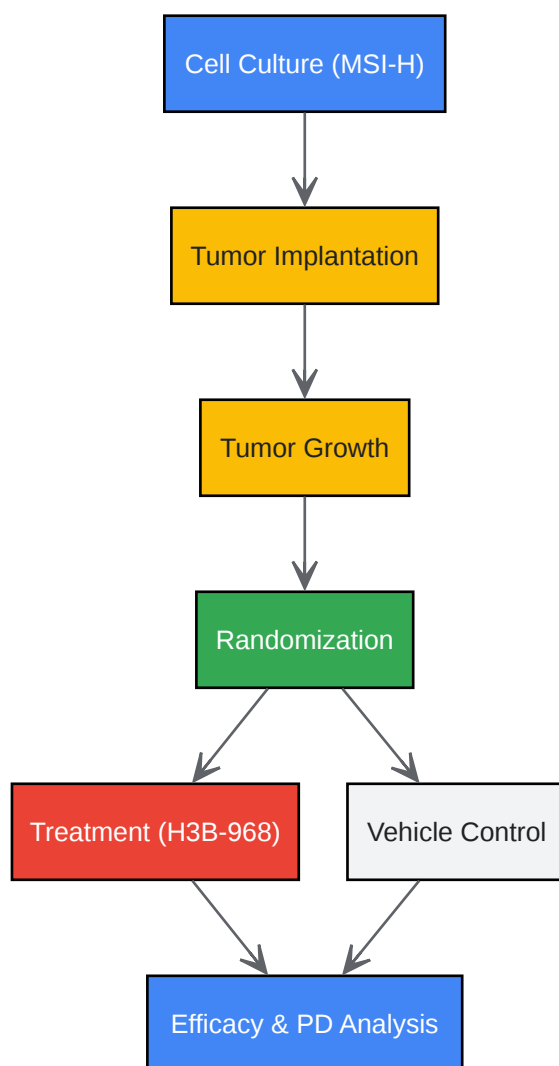 Cell Culture (MSI-H)
Tumor Implantation
Tumor Growth
Randomization
Treatment (H3B-968)
Vehicle Control
Efficacy & PD Analysis